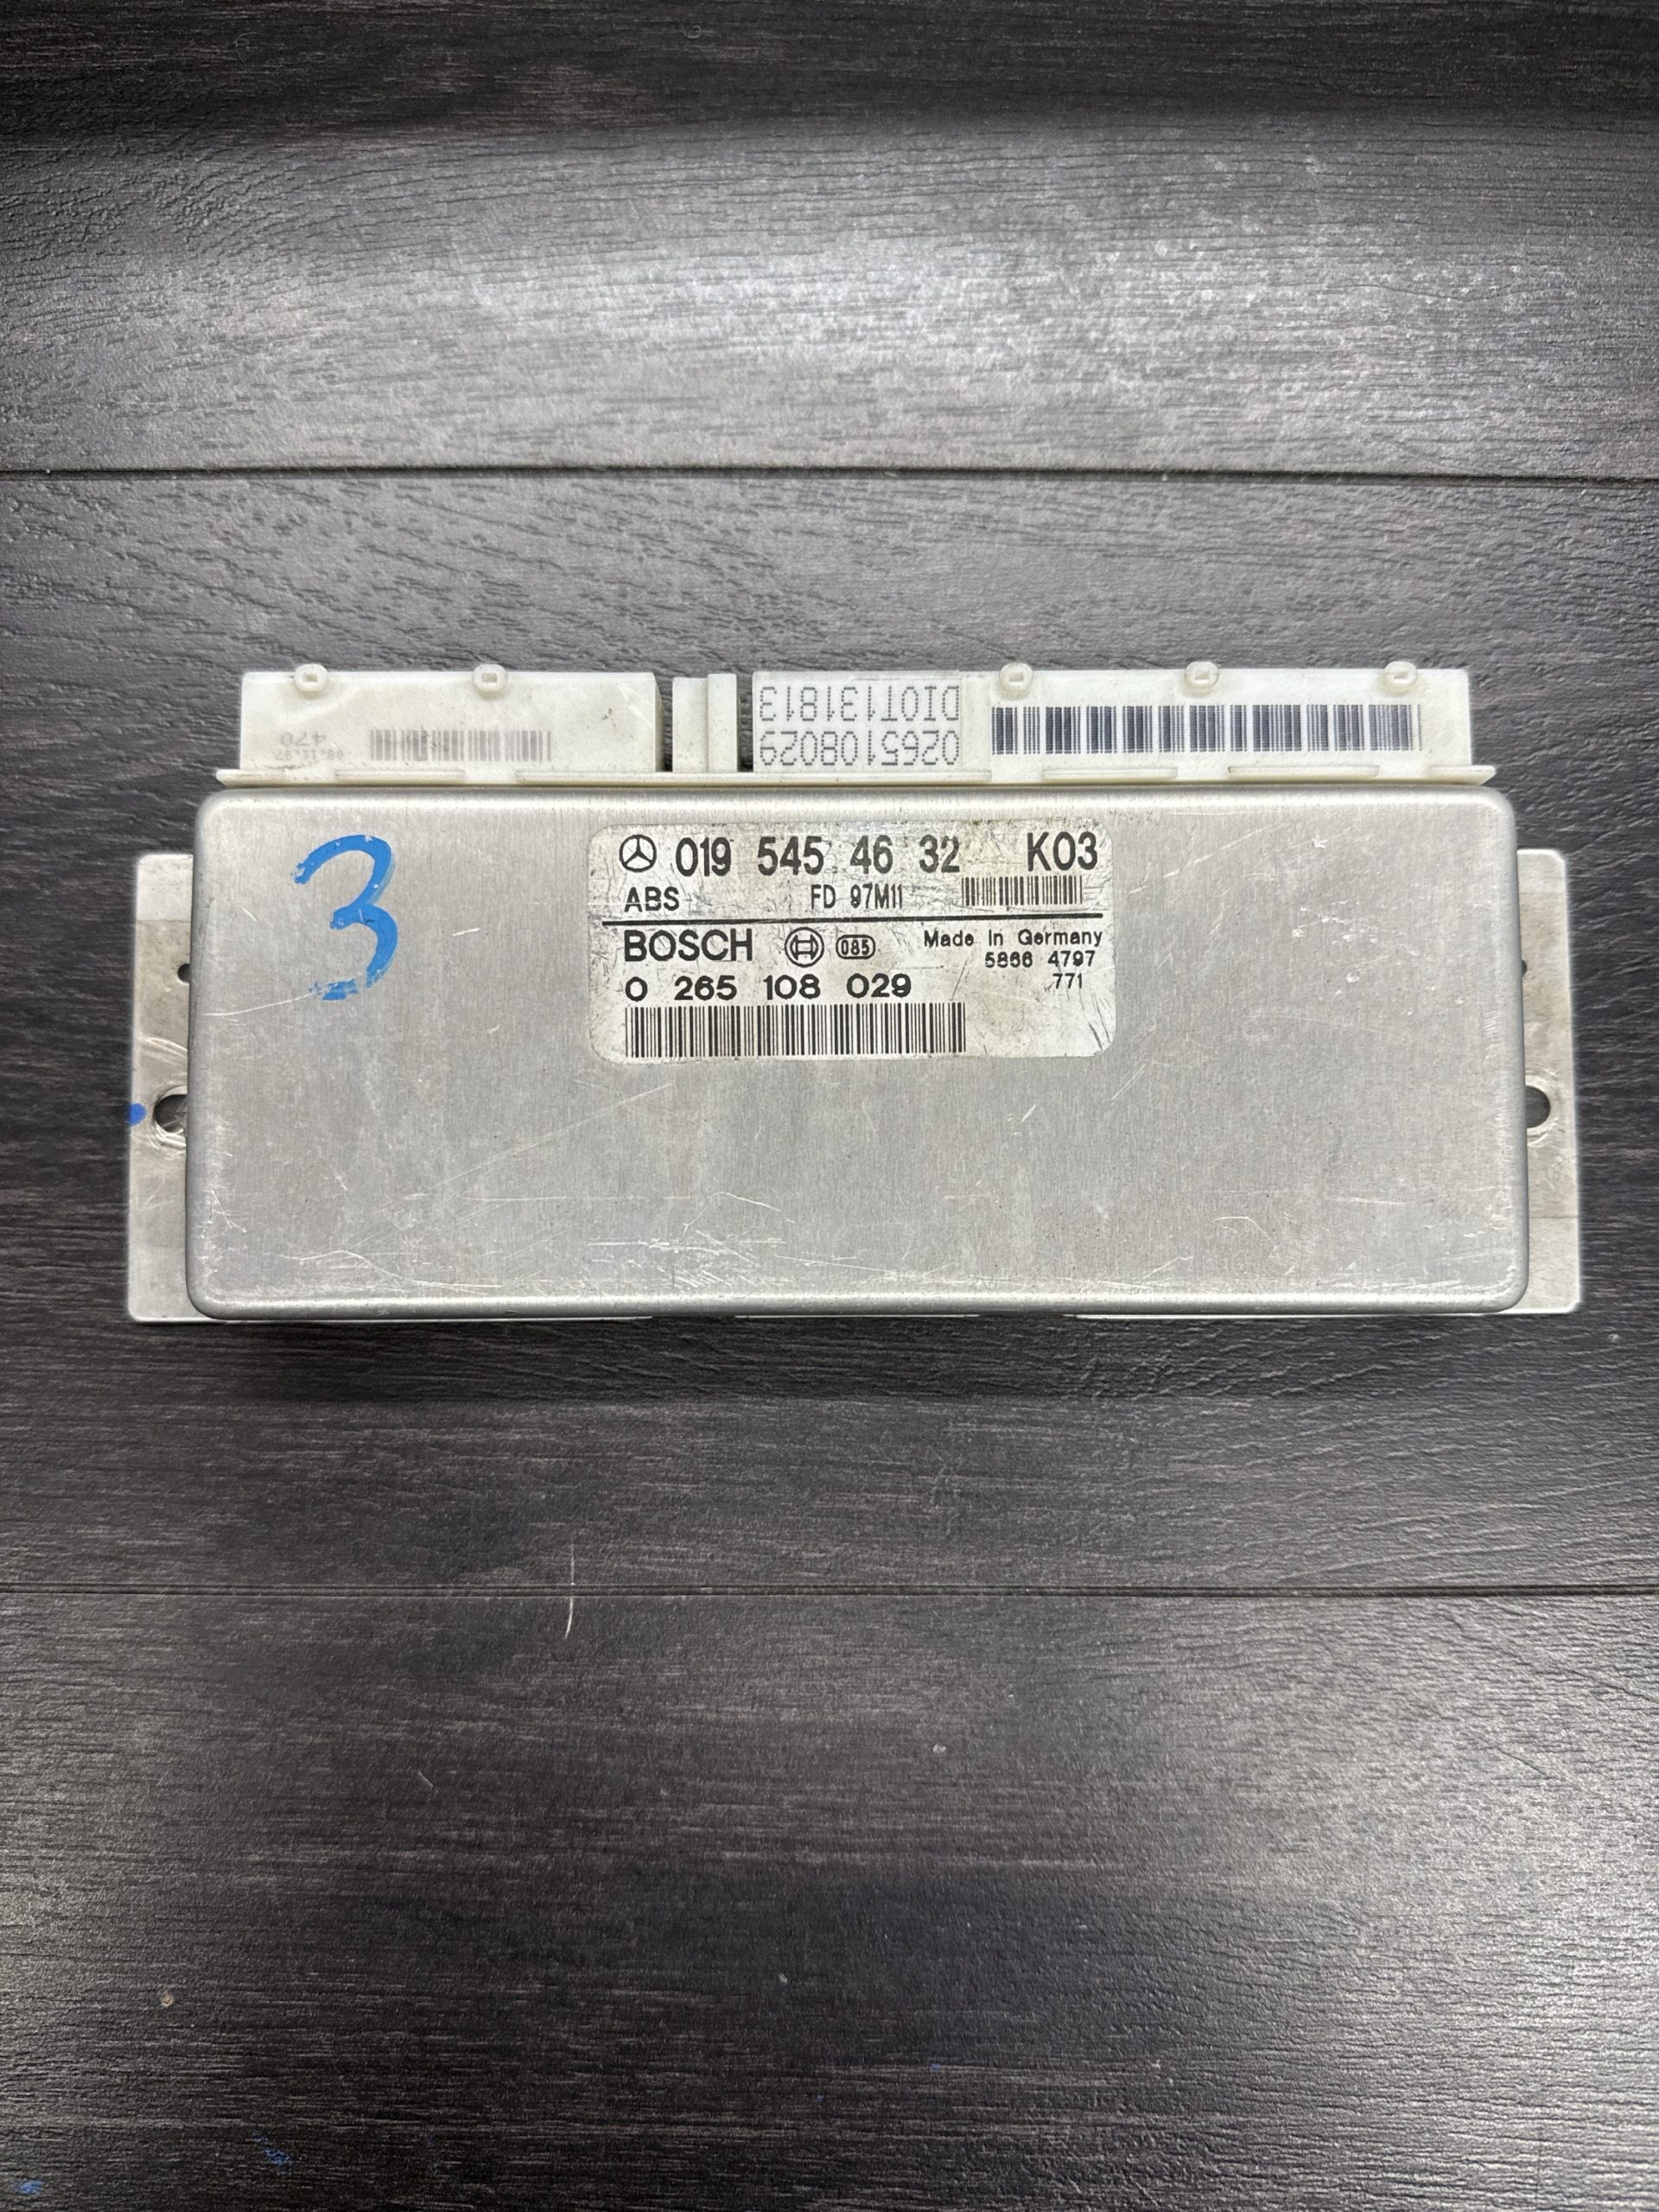 470
DIOT131813
0265108029
3
019 545 46 32 K03
ABS FD 97M11
BOSCH 085 Made in Germany
5866 4797
0 265 108 029 771